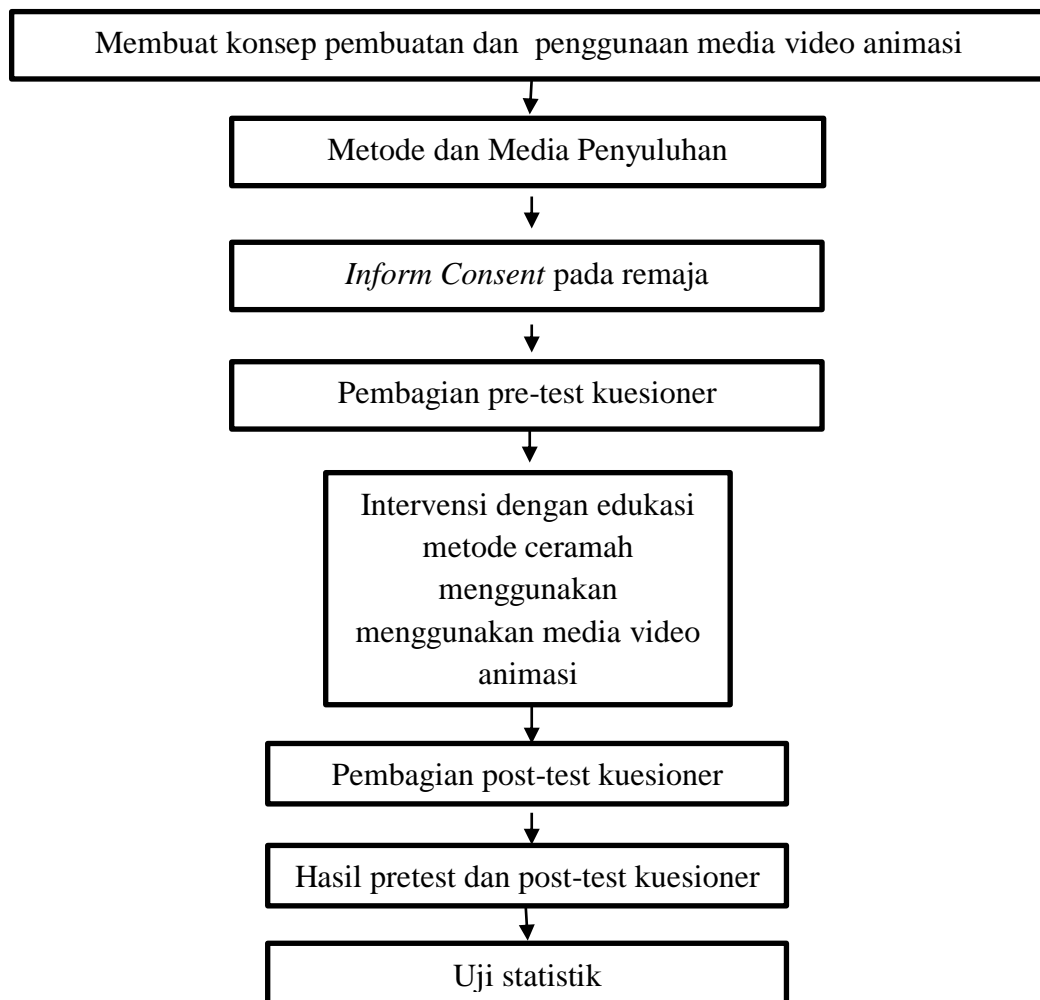 Membuat konsep pembuatan dan penggunaan media video animasi
Metode dan Media Penyuluhan
Inform Consent pada remaja
Pembagian pre-test kuesioner
Intervensi dengan edukasi
metode ceramah
menggunakan
menggunakan media video
animasi
Pembagian post-test kuesioner
Hasil pretest dan post-test kuesioner
Uji statistik